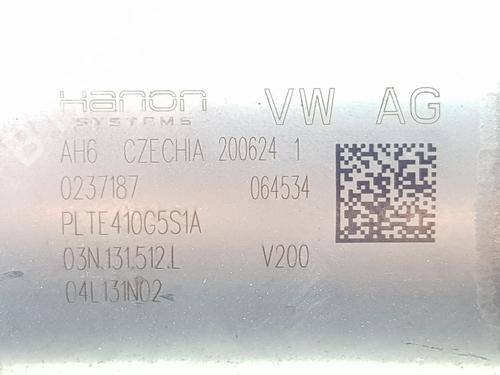 Hanon VW AG
SYSTEMS
AH6 CZECHIA 200624 1
0237187 064534
PLTE410G5S1A
03N.131.512.L V200
04L131N02